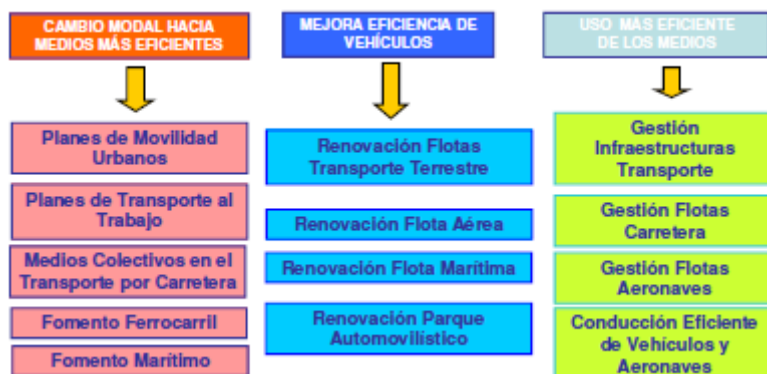 CAMBIO MODAL HACIA
MEDIOS MÁS EFICIENTES
Planes de Movilidad
Urbanos
Planes de Transporte al
Trabajo
Medios Colectivos en el
Transporte por Carretera
Fomento Ferrocarril
Fomento Marítimo
MEJORA EFICIENCIA DE
VEHÍCULOS
Renovación Flotas
Transporte Terrestre
Renovación Flota Aérea
Renovación Flota Marítima
Renovación Parque
Automovilístico
USO MÁS EFICIENTE
DE LOS MEDIOS
Gestión
Infraestructuras
Transporte
Gestión Flotas
Carretera
Gestión Flotas
Aeronaves
Conducción Eficiente
de Vehículos y
Aeronaves